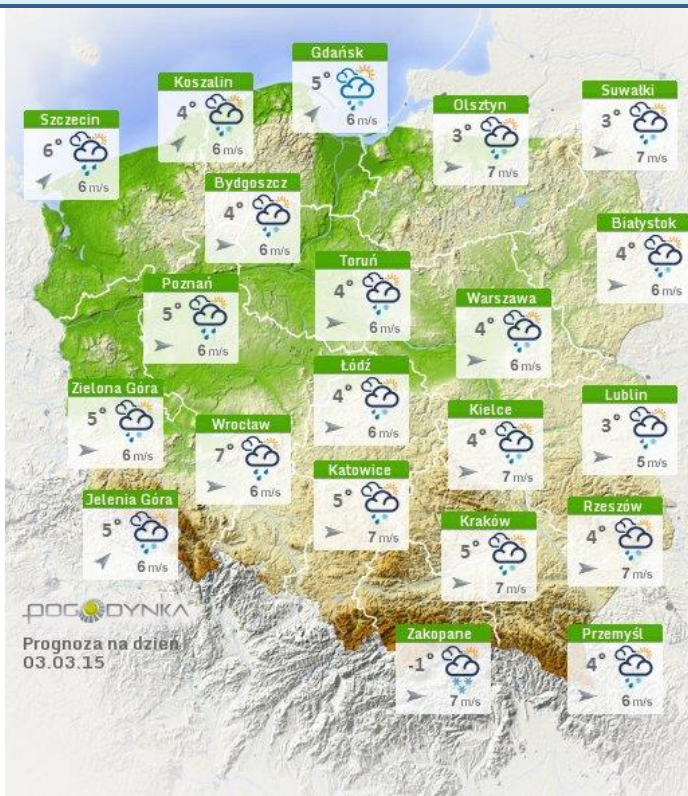 Gdańsk
5°
6 m/s
Koszalin
4°
6 m/s
Suwałki
3°
7 m/s
Olsztyn
3°
7 m/s
Szczecin
6°
6 m/s
Bydgoszcz
4°
6 m/s
Białystok
4°
6 m/s
Toruń
4°
6 m/s
Poznań
5°
6 m/s
Warszawa
4°
6 m/s
Łódź
4°
6 m/s
Zielona Góra
5°
6 m/s
Lublin
3°
5 m/s
Kielce
4°
7 m/s
Wrocław
7°
6 m/s
Katowice
5°
7 m/s
Jelenia Góra
5°
6 m/s
Rzeszów
4°
7 m/s
Kraków
5°
7 m/s
POGODYNKA
Prognoza na dzień
03.03.15
Zakopane
-1°
7 m/s
Przemyśl
4°
6 m/s